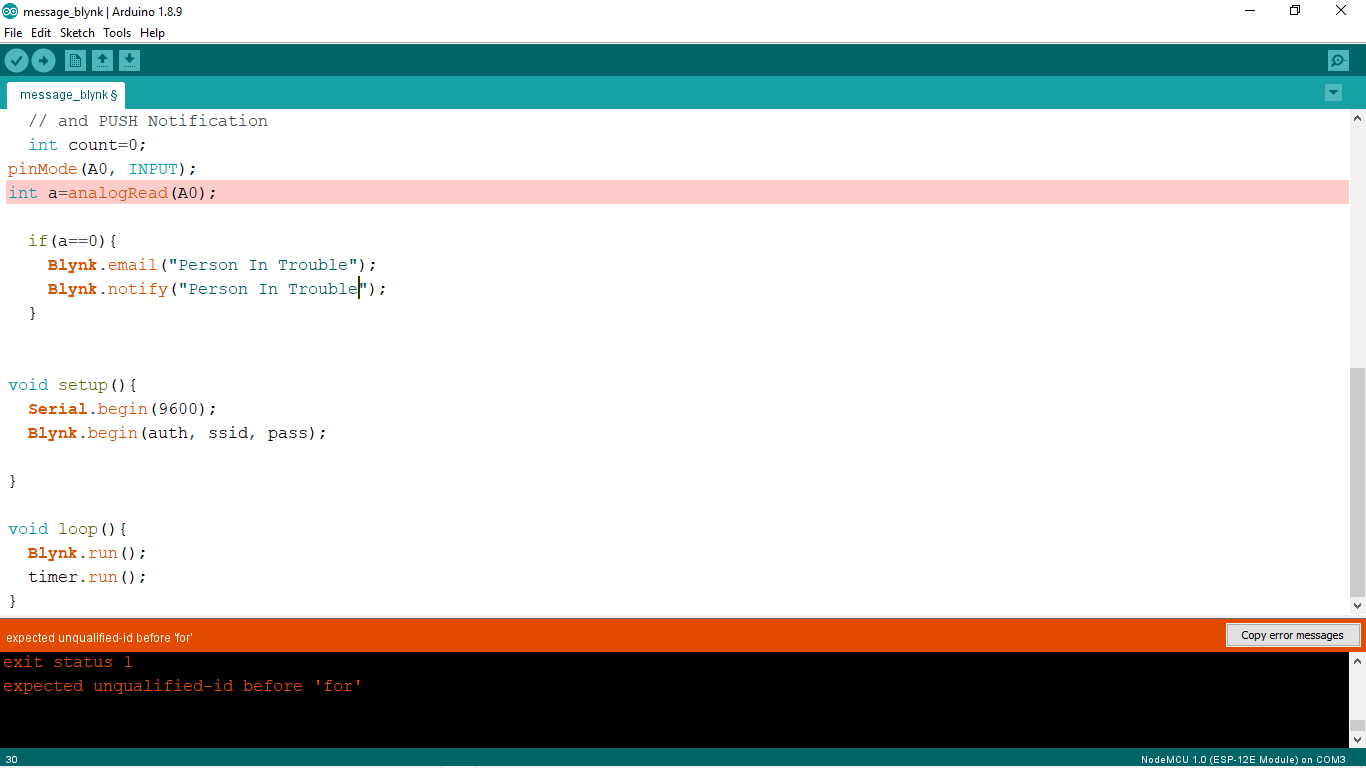 message_blynk | Arduino 1.8.9
File Edit Sketch Tools Help
message_blynk §
// and PUSH Notification
int count=0;
pinMode(A0, INPUT);
int a=analogRead(A0);
if(a==0){
Blynk.email("Person In Trouble");
Blynk.notify("Person In Trouble");
}
void setup(){
Serial.begin(9600);
Blynk.begin(auth, ssid, pass);
}
void loop(){
Blynk.run();
timer.run();
}
expected unqualified-id before 'for'
Copy error messages
exit status 1
expected unqualified-id before 'for'
30
NodeMCU 1.0 (ESP-12E Module) on COM3